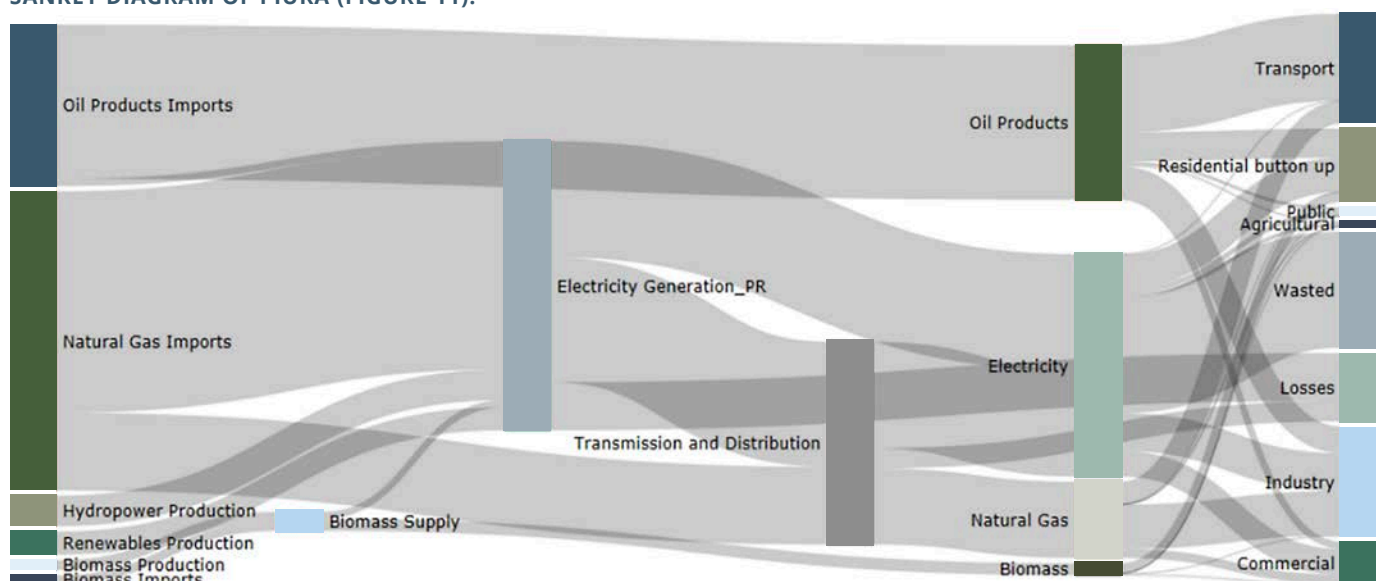 SANKEY DIAGRAM OF PIURA (FIGURE 11).
Oil Products Imports
Natural Gas Imports
Hydropower Production
Renewables Production
Biomass Production
Biomass Imports
Biomass Supply
Electricity Generation_PR
Transmission and Distribution
Oil Products
Electricity
Natural Gas
Biomass
Transport
Residential button up
Public
Agricultural
Wasted
Losses
Industry
Commercial